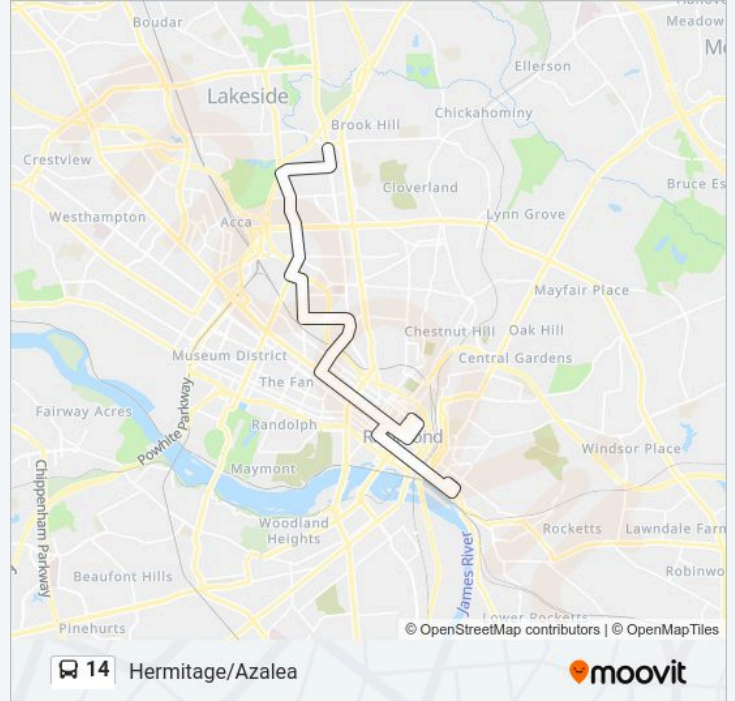 Boudar
Meadow
Me
Ellerson
Lakeside
Chickahominy
Brook Hill
Crestview
Cloverland
Bruce Es
Westhampton
Acca
Lynn Grove
Mayfair Place
Chestnut Hill
Oak Hill
Museum District
Central Gardens
The Fan
Fairway Acres
Powhite Parkway
Randolph
Windsor Place
Maymont
Chippenham Parkway
Woodland
Heights
Rocketts
Lawndale Farm
James River
Beaufont Hills
Robinwo
Lower Rocketts
Pinehurts
© OpenStreetMap contributors | © OpenMapTiles
14 Hermitage/Azalea
moovit